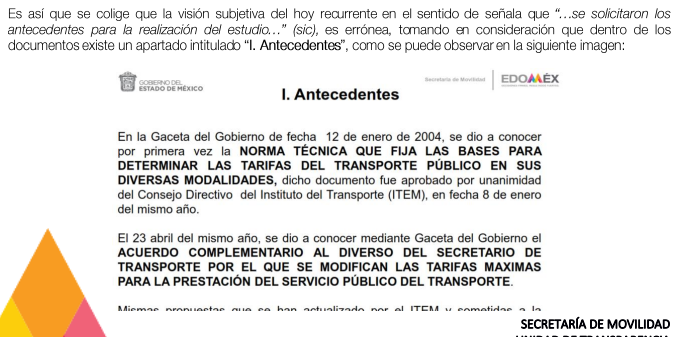 Es así que se colige que la visión subjetiva del hoy recurrente en el sentido de señala que “…se solicitaron los
antecedentes para la realización del estudio…” (sic), es errónea, tomando en consideración que dentro de los
documentos existe un apartado intitulado “I. Antecedentes”, como se puede observar en la siguiente imagen:
GOBIERNO DEL
ESTADO DE MÉXICO
Secretaría de Movilidad
EDOMÉX
I. Antecedentes
En la Gaceta del Gobierno de fecha 12 de enero de 2004, se dio a conocer
por primera vez la NORMA TÉCNICA QUE FIJA LAS BASES PARA
DETERMINAR LAS TARIFAS DEL TRANSPORTE PÚBLICO EN SUS
DIVERSAS MODALIDADES, dicho documento fue aprobado por unanimidad
del Consejo Directivo del Instituto del Transporte (ITEM), en fecha 8 de enero
del mismo año.
El 23 abril del mismo año, se dio a conocer mediante Gaceta del Gobierno el
ACUERDO COMPLEMENTARIO AL DIVERSO DEL SECRETARIO DE
TRANSPORTE POR EL QUE SE MODIFICAN LAS TARIFAS MAXIMAS
PARA LA PRESTACIÓN DEL SERVICIO PÚBLICO DEL TRANSPORTE.
Mismas propuestas que se han actualizado por el ITEM y sometidas a la
SECRETARÍA DE MOVILIDAD
UNIDAD DE TRANSPARENCIA